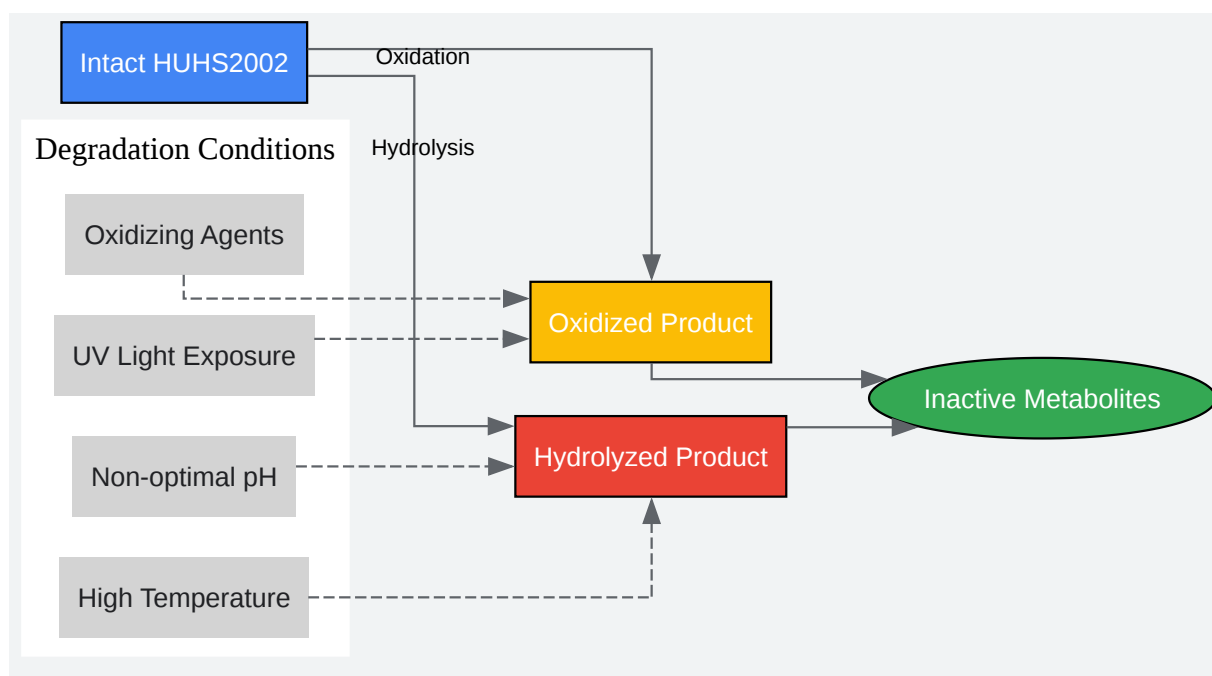 Intact HUHS2002
Oxidation
Hydrolysis
Degradation Conditions
Oxidizing Agents
UV Light Exposure
Non-optimal pH
High Temperature
Oxidized Product
Hydrolyzed Product
Inactive Metabolites